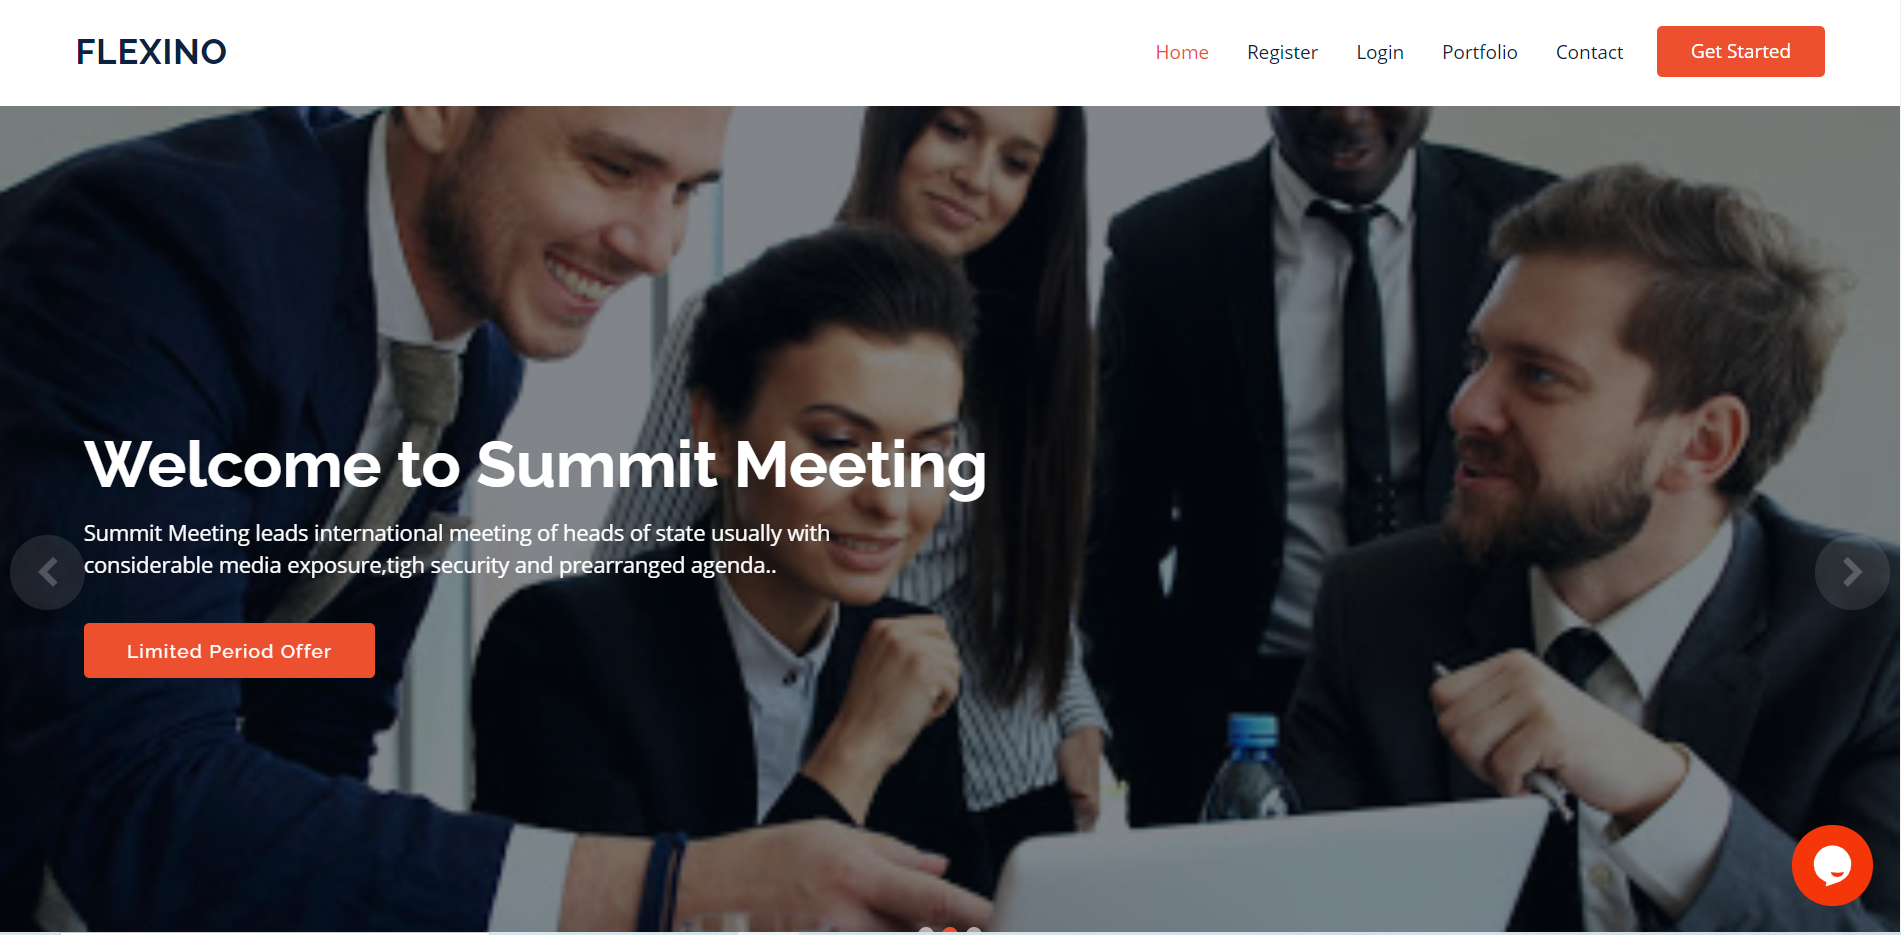 FLEXINO
Home Register Login Portfolio Contact Get Started
Welcome to Summit Meeting
Summit Meeting leads international meeting of heads of state usually with
considerable media exposure,tigh security and prearranged agenda..
Limited Period Offer